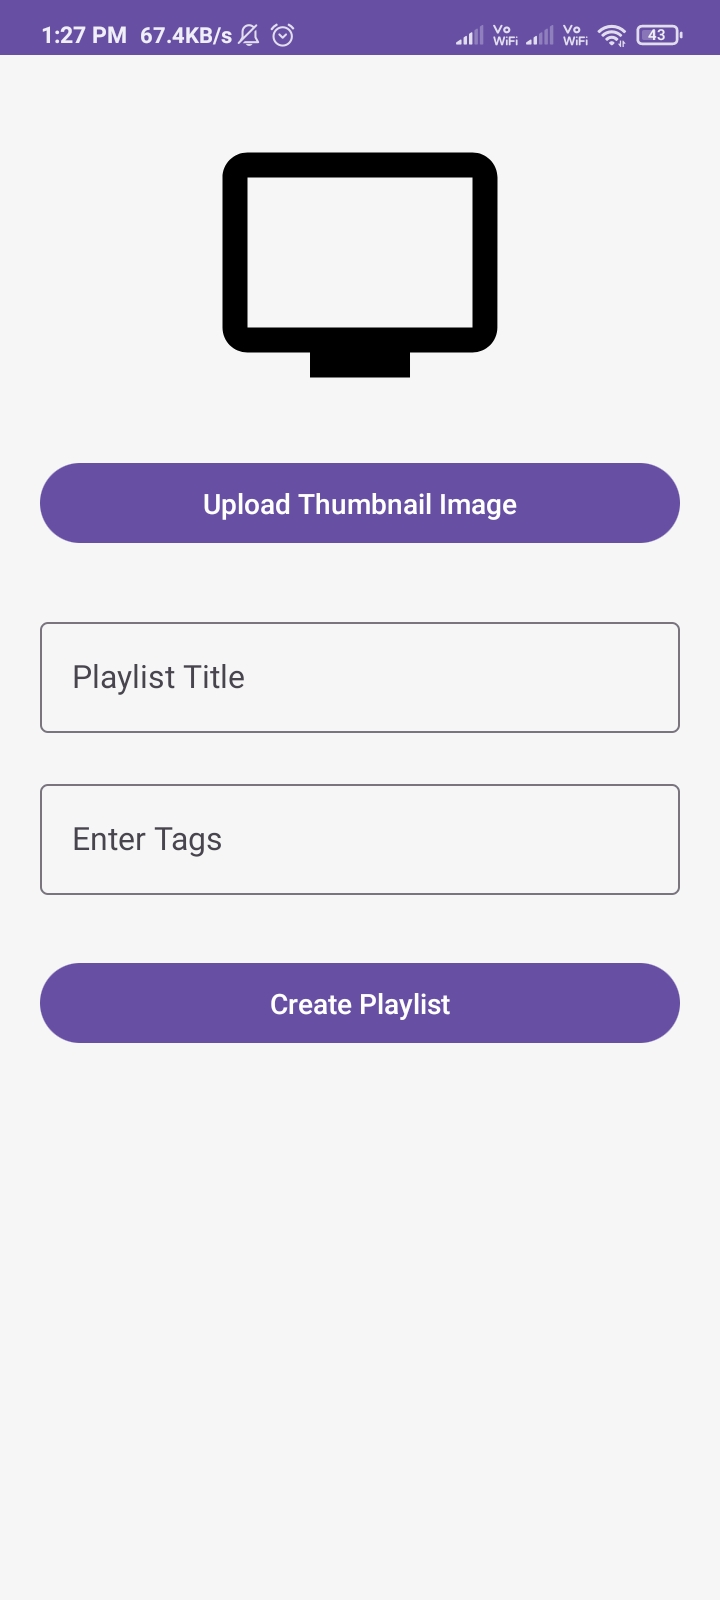 1:27 PM 67.4KB/s Vo WiFi Vo WiFi 43
Upload Thumbnail Image
Playlist Title
Enter Tags
Create Playlist